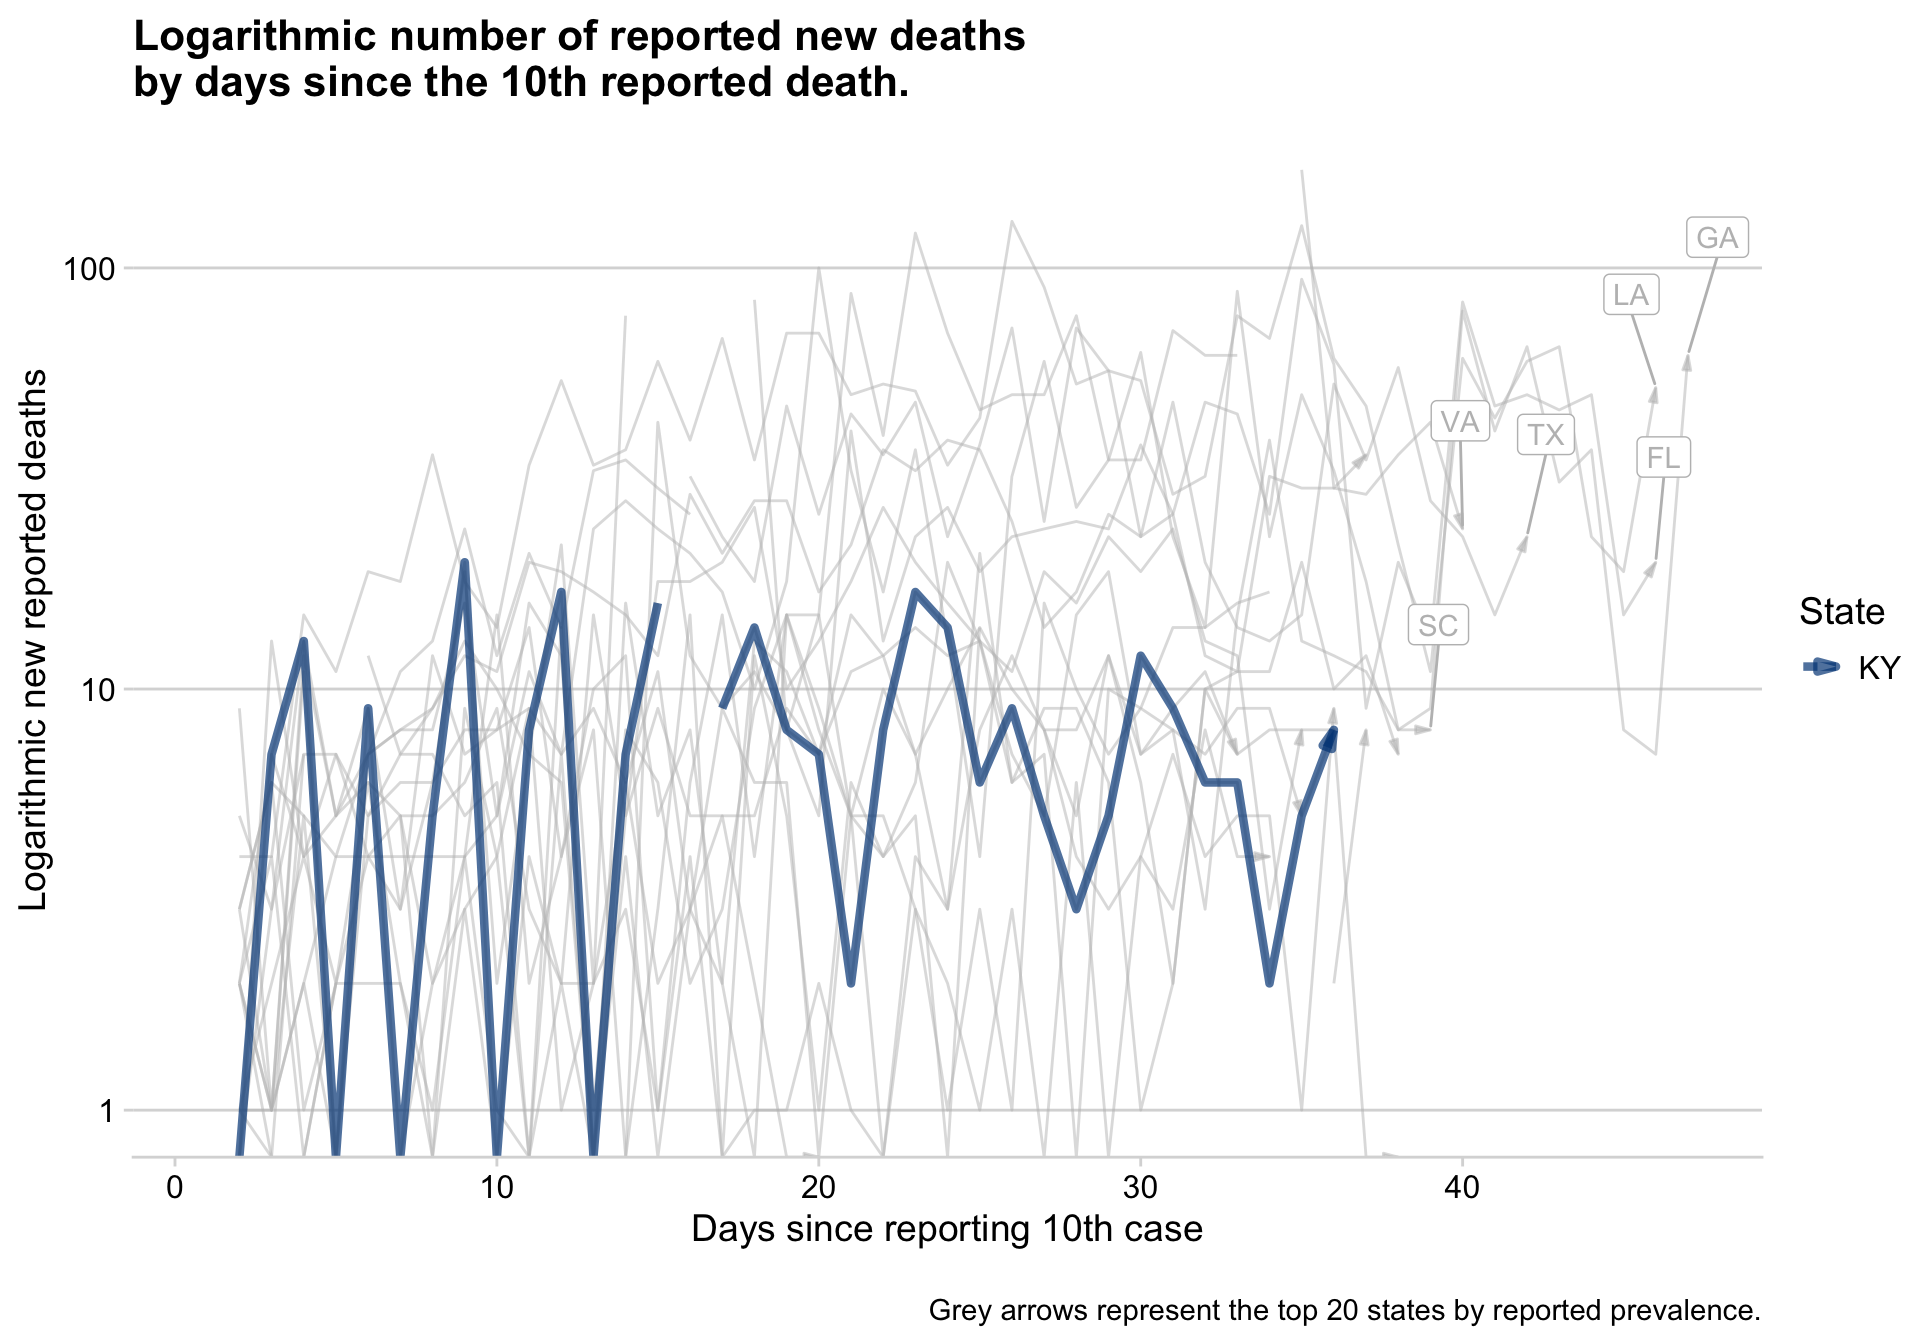 Logarithmic number of reported new deaths
by days since the 10th reported death.
Logarithmic new reported deaths
100
10
1
GA
LA
VA
TX
FL
SC
State
KY
0
10
20
30
40
Days since reporting 10th case
Grey arrows represent the top 20 states by reported prevalence.